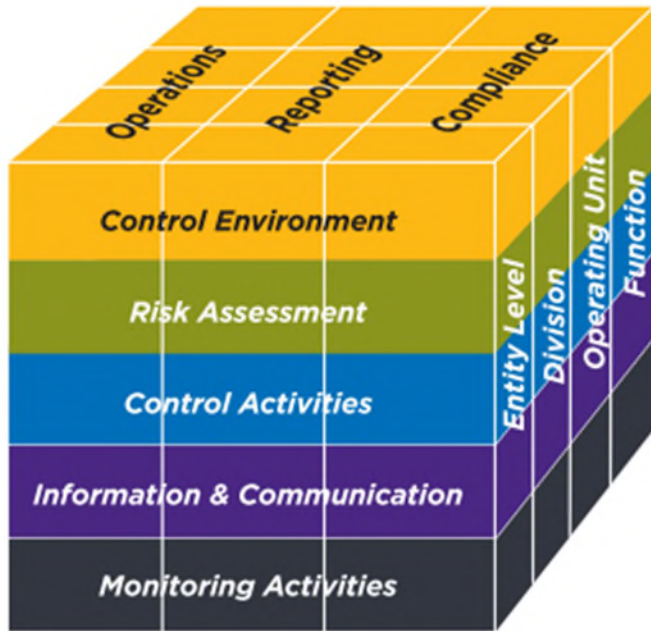 Operations
Reporting
Compliance
Control Environment
Risk Assessment
Control Activities
Information & Communication
Monitoring Activities
Entity Level
Division
Operating Unit
Function